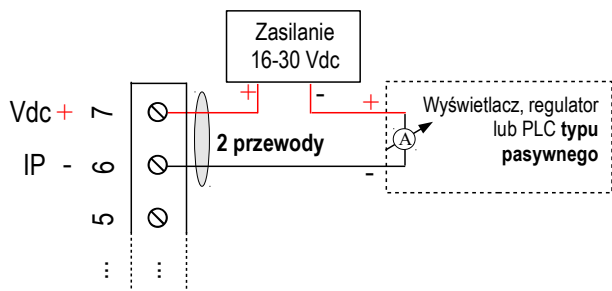 Zasilanie
16-30 Vdc
+ - +
Vdc + 7
Wyświetlacz, regulator
lub PLC typu
pasywnego
A
2 przewody
IP - 6
-
5
... ...